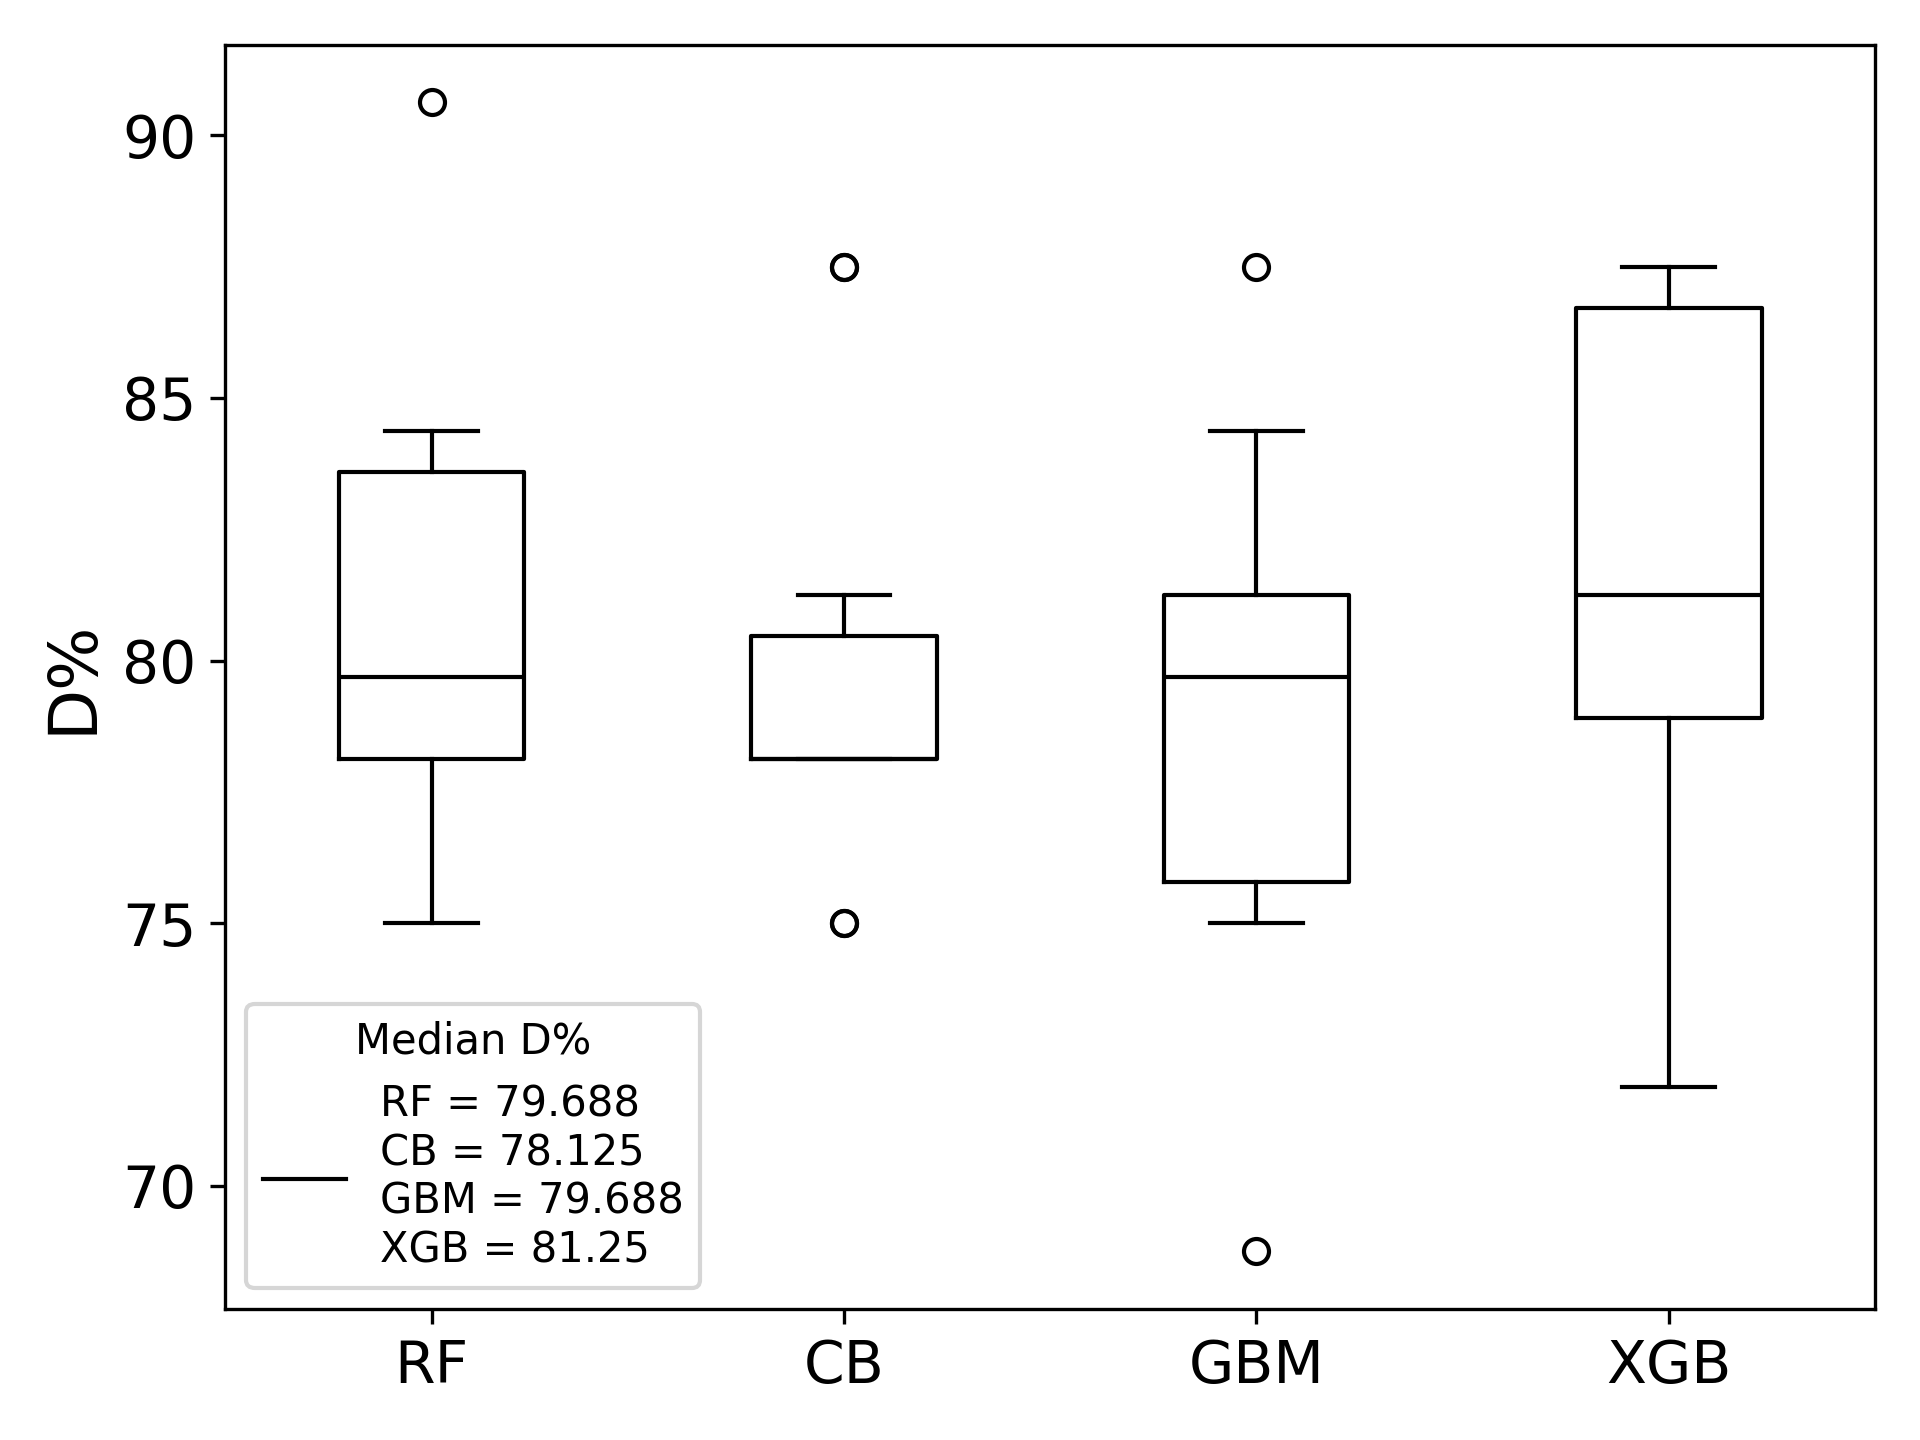 D%
90
85
80
75
70
Median D%
RF = 79.688
CB = 78.125
GBM = 79.688
XGB = 81.25
RF CB GBM XGB